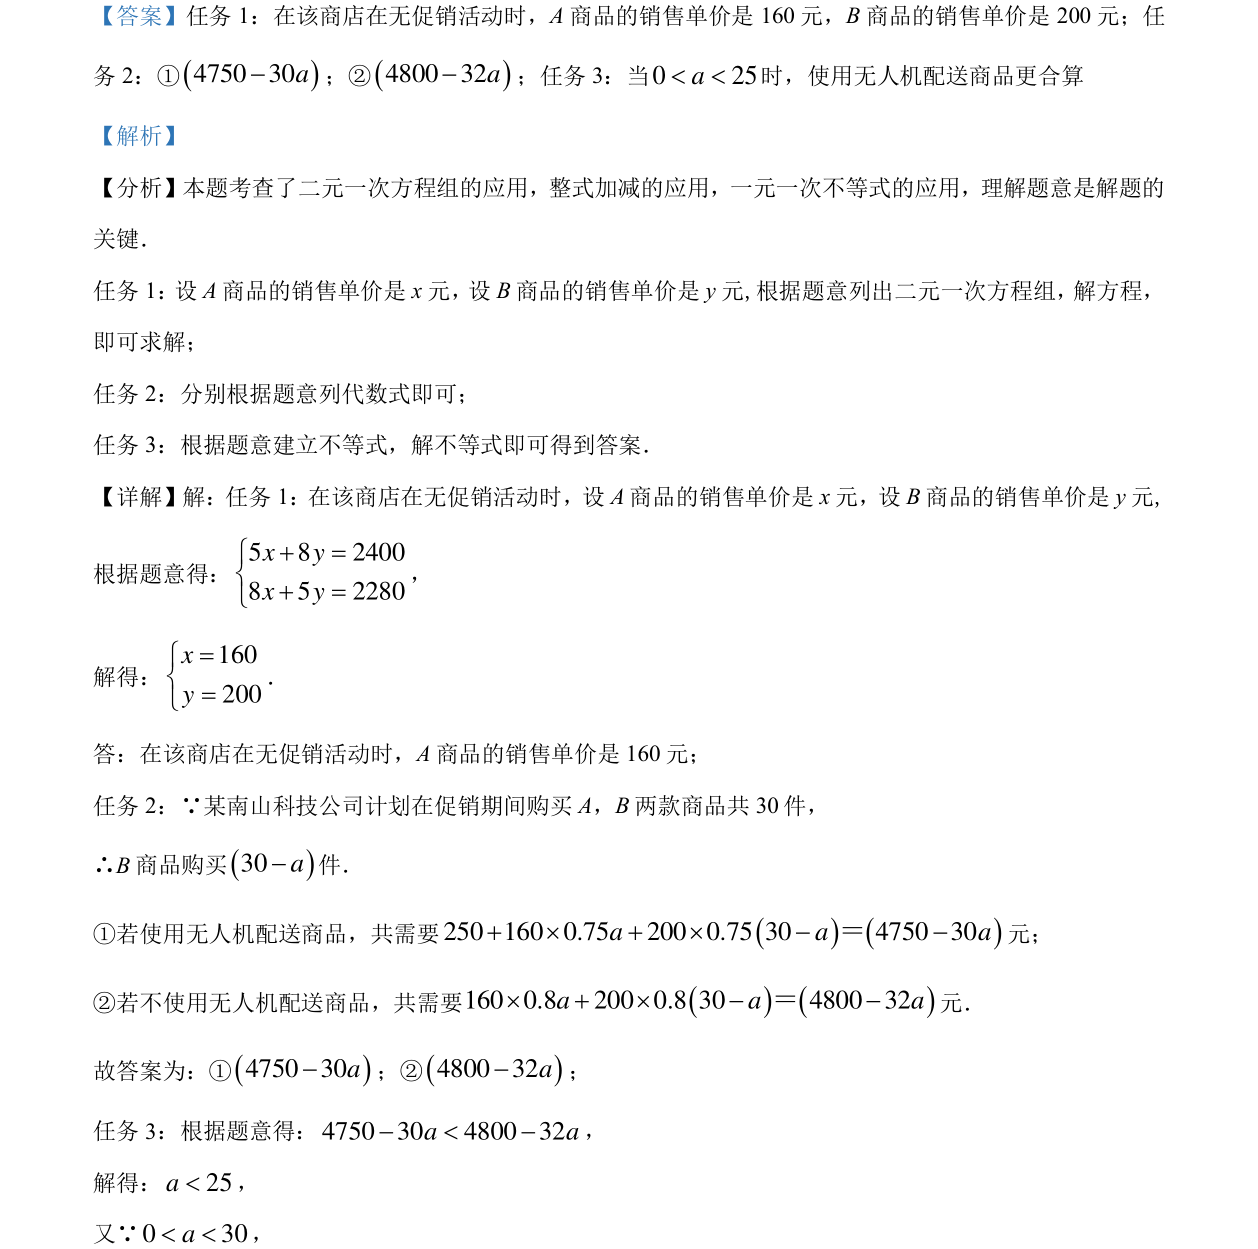 【答案】任务 1：在该商店在无促销活动时，A 商品的销售单价是 160 元，B 商品的销售单价是 200 元；任
务 2：①(4750−30a)；②(4800−32a)；任务 3：当0<a<25时，使用无人机配送商品更合算
【解析】
【分析】本题考查了二元一次方程组的应用，整式加减的应用，一元一次不等式的应用，理解题意是解题的
关键．
任务 1：设 A 商品的销售单价是 x 元，设 B 商品的销售单价是 y 元, 根据题意列出二元一次方程组，解方程，
即可求解；
任务 2：分别根据题意列代数式即可；
任务 3：根据题意建立不等式，解不等式即可得到答案．
【详解】解：任务 1：在该商店在无促销活动时，设 A 商品的销售单价是 x 元，设 B 商品的销售单价是 y 元,
根据题意得：{5x+8y=2400
8x+5y=2280，
解得：{x=160
y=200．
答：在该商店在无促销活动时，A 商品的销售单价是 160 元；
任务 2：∵某南山科技公司计划在促销期间购买 A，B 两款商品共 30 件，
∴B 商品购买(30−a)件．
①若使用无人机配送商品，共需要250+160×0.75a+200×0.75(30−a)=(4750−30a)元；
②若不使用无人机配送商品，共需要160×0.8a+200×0.8(30−a)=(4800−32a)元．
故答案为：①(4750−30a)；②(4800−32a)；
任务 3：根据题意得：4750−30a<4800−32a，
解得：a<25，
又∵0<a<30，